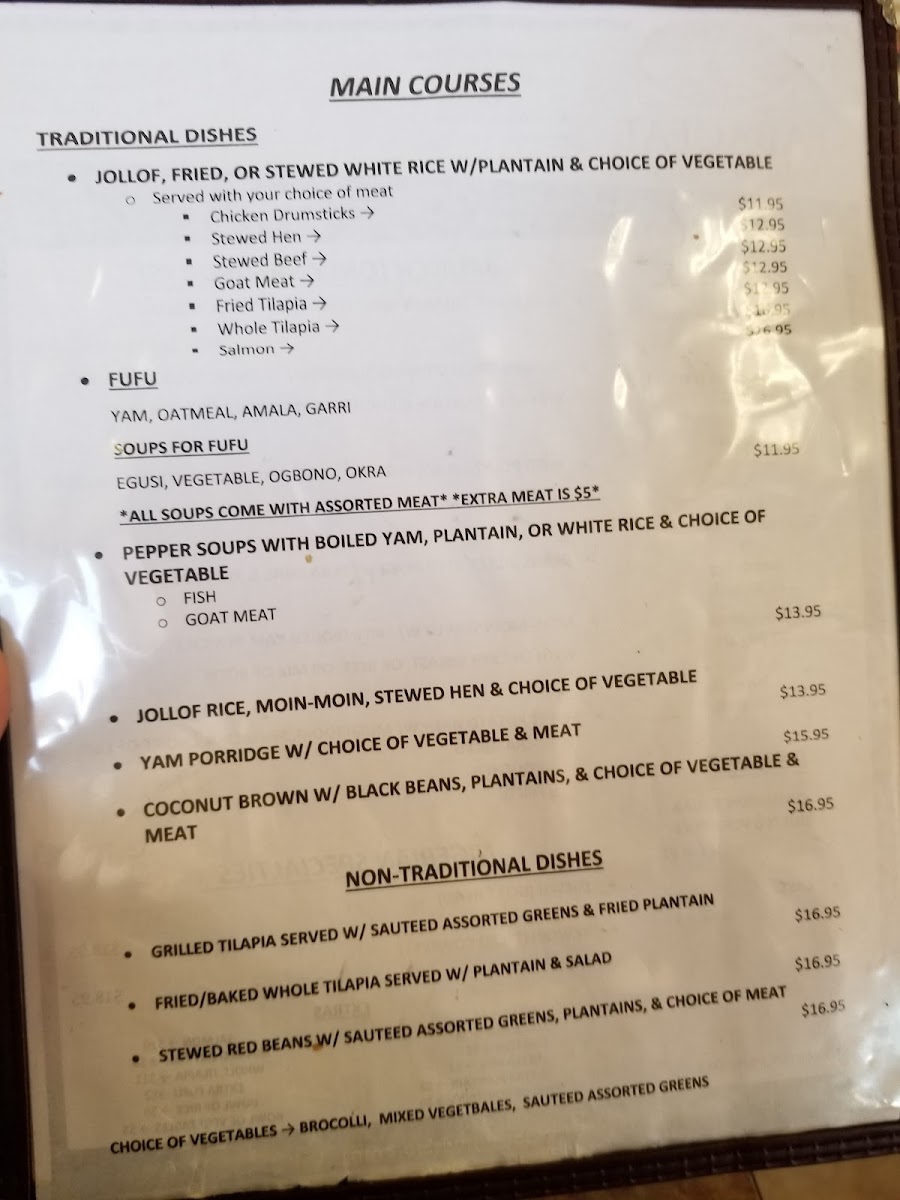 MAIN COURSES
TRADITIONAL DISHES
• JOLLOF, FRIED, OR STEWED WHITE RICE W/PLANTAIN & CHOICE OF VEGETABLE
o Served with your choice of meat
▪ Chicken Drumsticks → $11.95
▪ Stewed Hen → $12.95
▪ Stewed Beef → $12.95
▪ Goat Meat → $12.95
▪ Fried Tilapia →
▪ Whole Tilapia →
▪ Salmon →
• FUFU
YAM, OATMEAL, AMALA, GARRI
SOUPS FOR FUFU $11.95
EGUSI, VEGETABLE, OGBONO, OKRA
*ALL SOUPS COME WITH ASSORTED MEAT* *EXTRA MEAT IS $5*
• PEPPER SOUPS WITH BOILED YAM, PLANTAIN, OR WHITE RICE & CHOICE OF
VEGETABLE
o FISH
o GOAT MEAT $13.95
• JOLLOF RICE, MOIN-MOIN, STEWED HEN & CHOICE OF VEGETABLE $13.95
• YAM PORRIDGE W/ CHOICE OF VEGETABLE & MEAT $15.95
• COCONUT BROWN W/ BLACK BEANS, PLANTAINS, & CHOICE OF VEGETABLE &
MEAT $16.95
NON-TRADITIONAL DISHES
• GRILLED TILAPIA SERVED W/ SAUTEED ASSORTED GREENS & FRIED PLANTAIN $16.95
• FRIED/BAKED WHOLE TILAPIA SERVED W/ PLANTAIN & SALAD $16.95
• STEWED RED BEANS W/ SAUTEED ASSORTED GREENS, PLANTAINS, & CHOICE OF MEAT $16.95
CHOICE OF VEGETABLES → BROCOLLI, MIXED VEGETBALES, SAUTEED ASSORTED GREENS